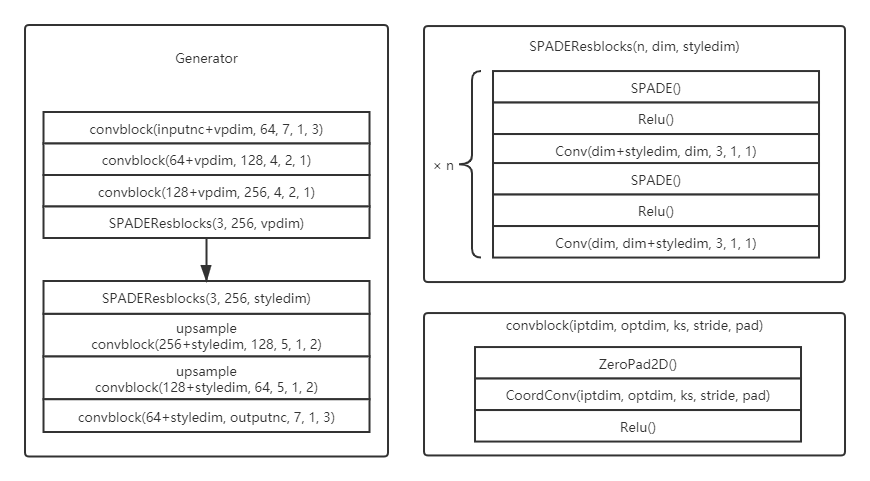 Generator
convblock(inputnc+vpdim, 64, 7, 1, 3)
convblock(64+vpdim, 128, 4, 2, 1)
convblock(128+vpdim, 256, 4, 2, 1)
SPADEResblocks(3, 256, vpdim)
SPADEResblocks(3, 256, styledim)
upsample
convblock(256+styledim, 128, 5, 1, 2)
upsample
convblock(128+styledim, 64, 5, 1, 2)
convblock(64+styledim, outputnc, 7, 1, 3)
SPADEResblocks(n, dim, styledim)
× n
SPADE()
Relu()
Conv(dim+styledim, dim, 3, 1, 1)
SPADE()
Relu()
Conv(dim, dim+styledim, 3, 1, 1)
convblock(iptdim, optdim, ks, stride, pad)
ZeroPad2D()
CoordConv(iptdim, optdim, ks, stride, pad)
Relu()